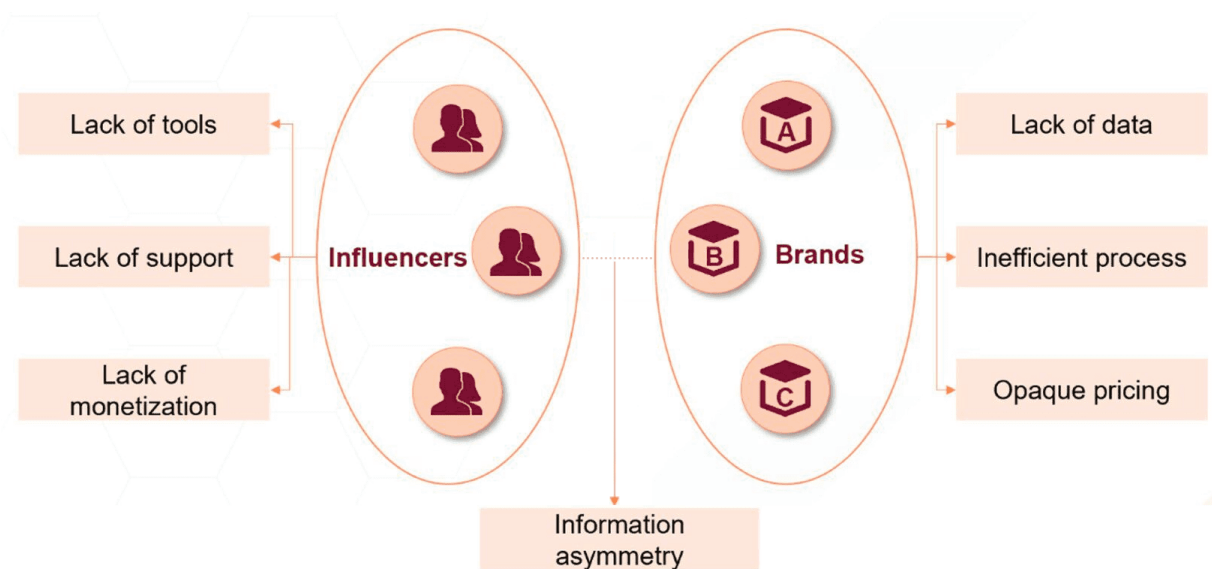 Lack of tools
Lack of support
Lack of
monetization
Influencers
A
B
C
Brands
Lack of data
Inefficient process
Opaque pricing
Information
asymmetry